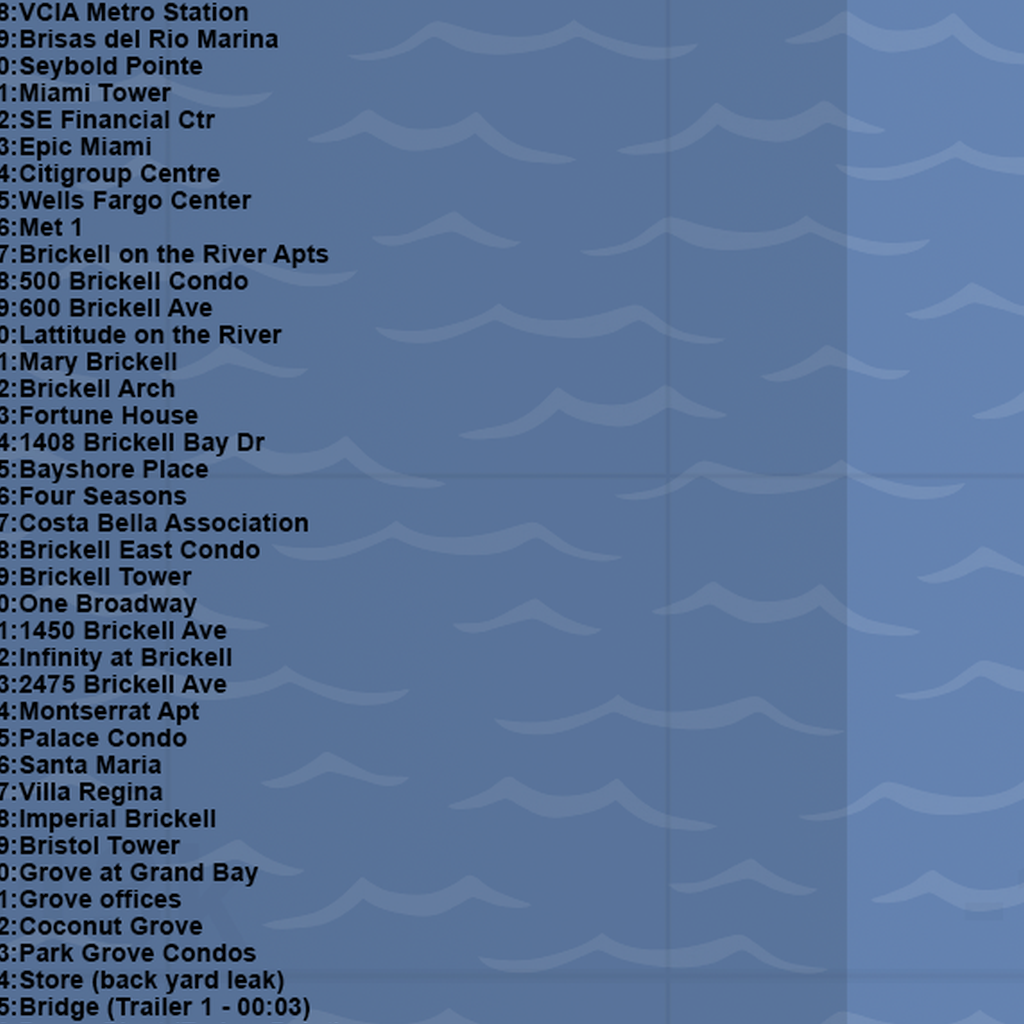 8:VCIA Metro Station
9:Brisas del Rio Marina
0:Seybold Pointe
1:Miami Tower
2:SE Financial Ctr
3:Epic Miami
4:Citigroup Centre
5:Wells Fargo Center
6:Met 1
7:Brickell on the River Apts
8:500 Brickell Condo
9:600 Brickell Ave
0:Lattitude on the River
1:Mary Brickell
2:Brickell Arch
3:Fortune House
4:1408 Brickell Bay Dr
5:Bayshore Place
6:Four Seasons
7:Costa Bella Association
8:Brickell East Condo
9:Brickell Tower
0:One Broadway
1:1450 Brickell Ave
2:Infinity at Brickell
3:2475 Brickell Ave
4:Montserrat Apt
5:Palace Condo
6:Santa Maria
7:Villa Regina
8:Imperial Brickell
9:Bristol Tower
0:Grove at Grand Bay
1:Grove offices
2:Coconut Grove
3:Park Grove Condos
4:Store (back yard leak)
5:Bridge (Trailer 1 - 00:03)